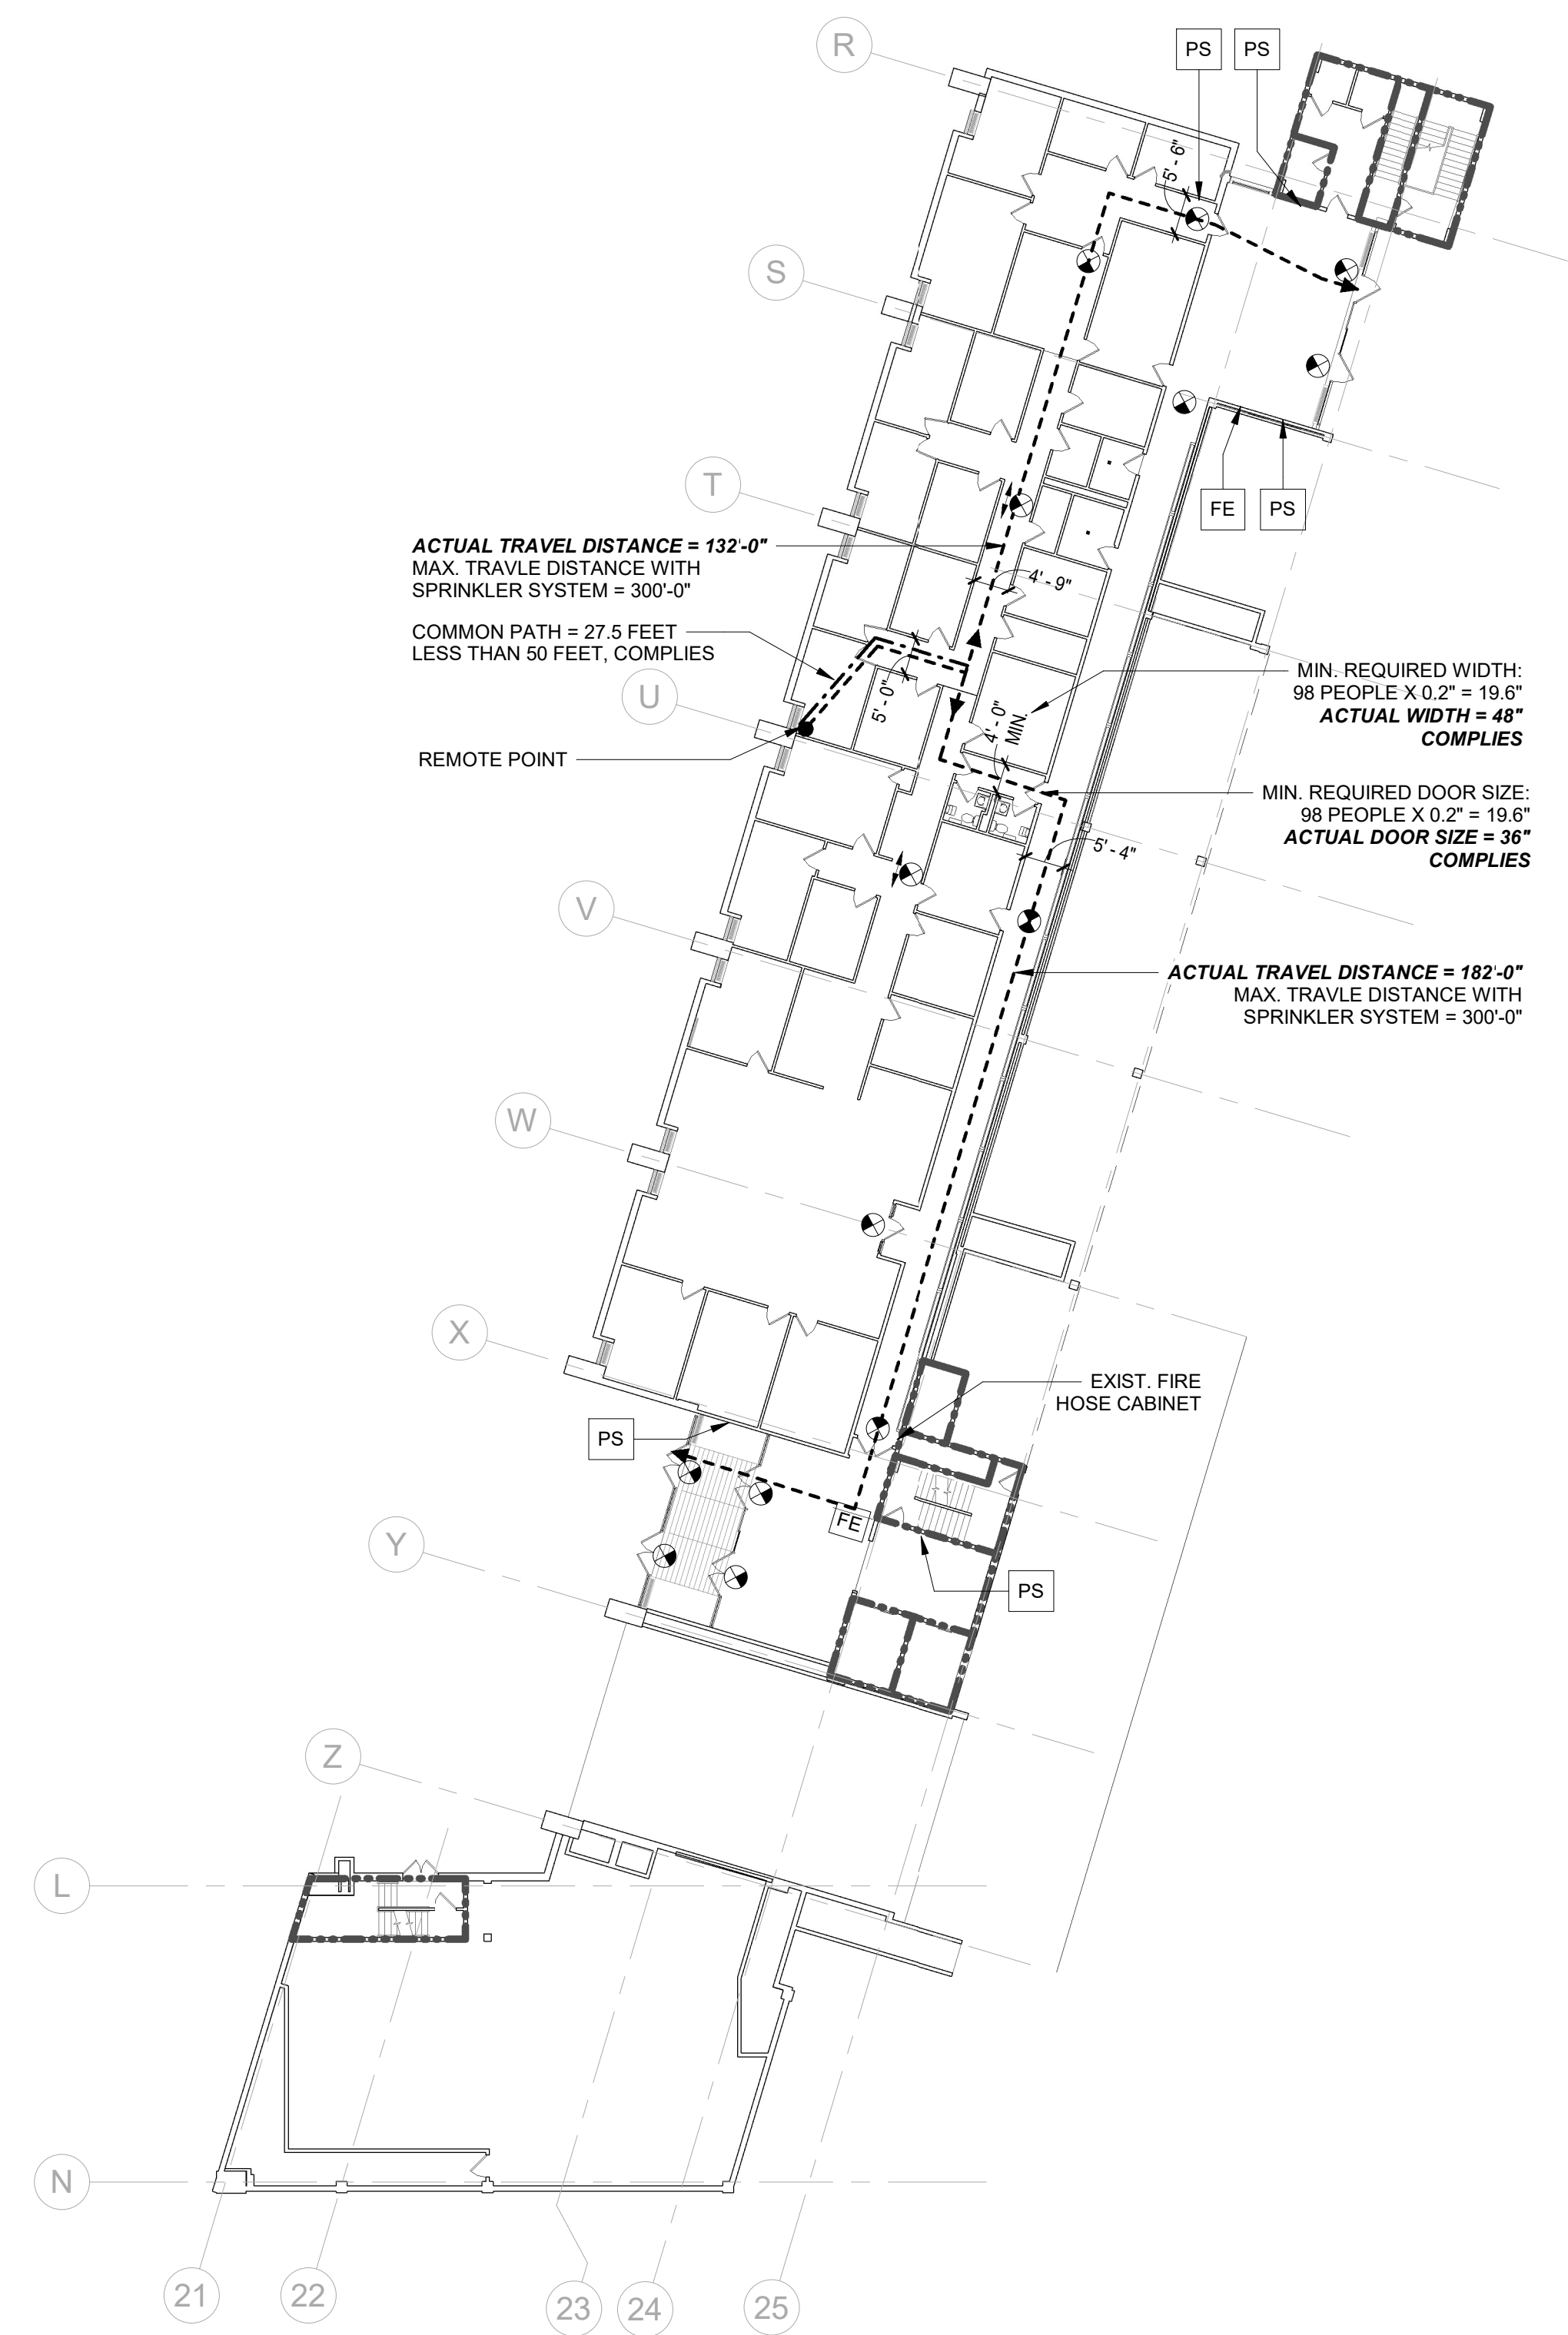 R
PS
PS
5' - 6"
S
T
FE
PS
ACTUAL TRAVEL DISTANCE = 132'-0"
MAX. TRAVLE DISTANCE WITH
SPRINKLER SYSTEM = 300'-0"
4' - 9"
COMMON PATH = 27.5 FEET
LESS THAN 50 FEET, COMPLIES
U
5' - 0"
4' - 0"
MIN.
MIN. REQUIRED WIDTH:
98 PEOPLE X 0.2" = 19.6"
ACTUAL WIDTH = 48"
COMPLIES
REMOTE POINT
MIN. REQUIRED DOOR SIZE:
98 PEOPLE X 0.2" = 19.6"
ACTUAL DOOR SIZE = 36"
COMPLIES
5' - 4"
V
ACTUAL TRAVEL DISTANCE = 182'-0"
MAX. TRAVLE DISTANCE WITH
SPRINKLER SYSTEM = 300'-0"
W
X
EXIST. FIRE
HOSE CABINET
PS
FE
Y
PS
Z
L
N
21
22
23
24
25